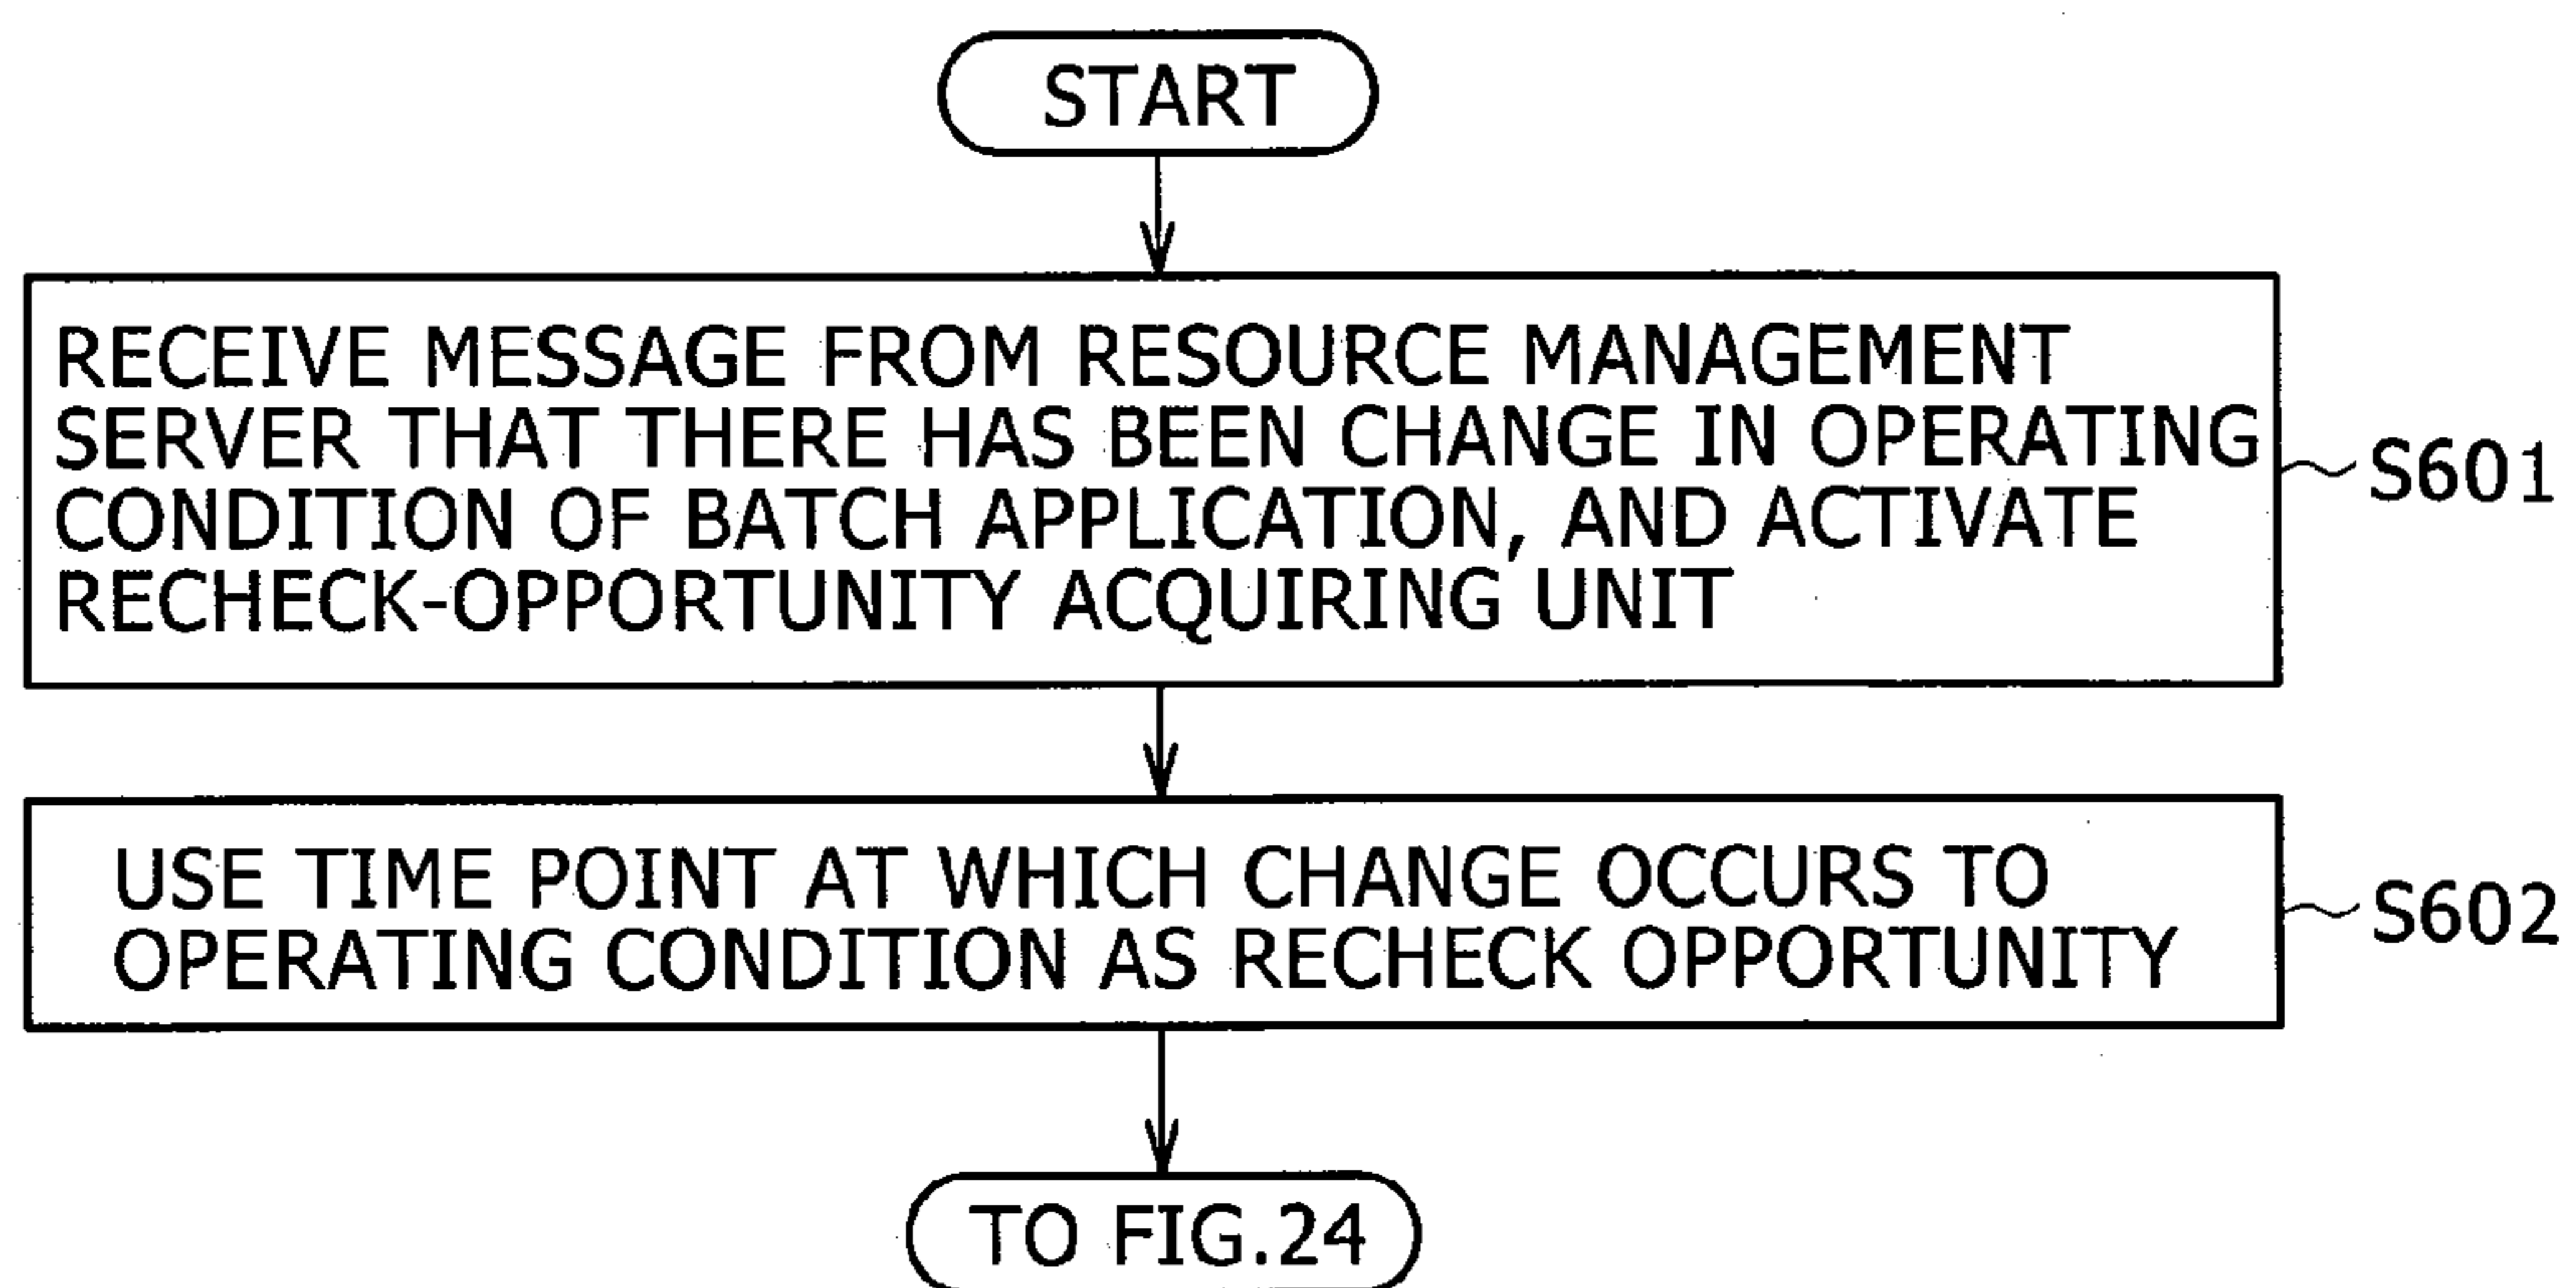 START
RECEIVE MESSAGE FROM RESOURCE MANAGEMENT
SERVER THAT THERE HAS BEEN CHANGE IN OPERATING
CONDITION OF BATCH APPLICATION, AND ACTIVATE
RECHECK-OPPORTUNITY ACQUIRING UNIT
S601
USE TIME POINT AT WHICH CHANGE OCCURS TO
OPERATING CONDITION AS RECHECK OPPORTUNITY
S602
TO FIG.24